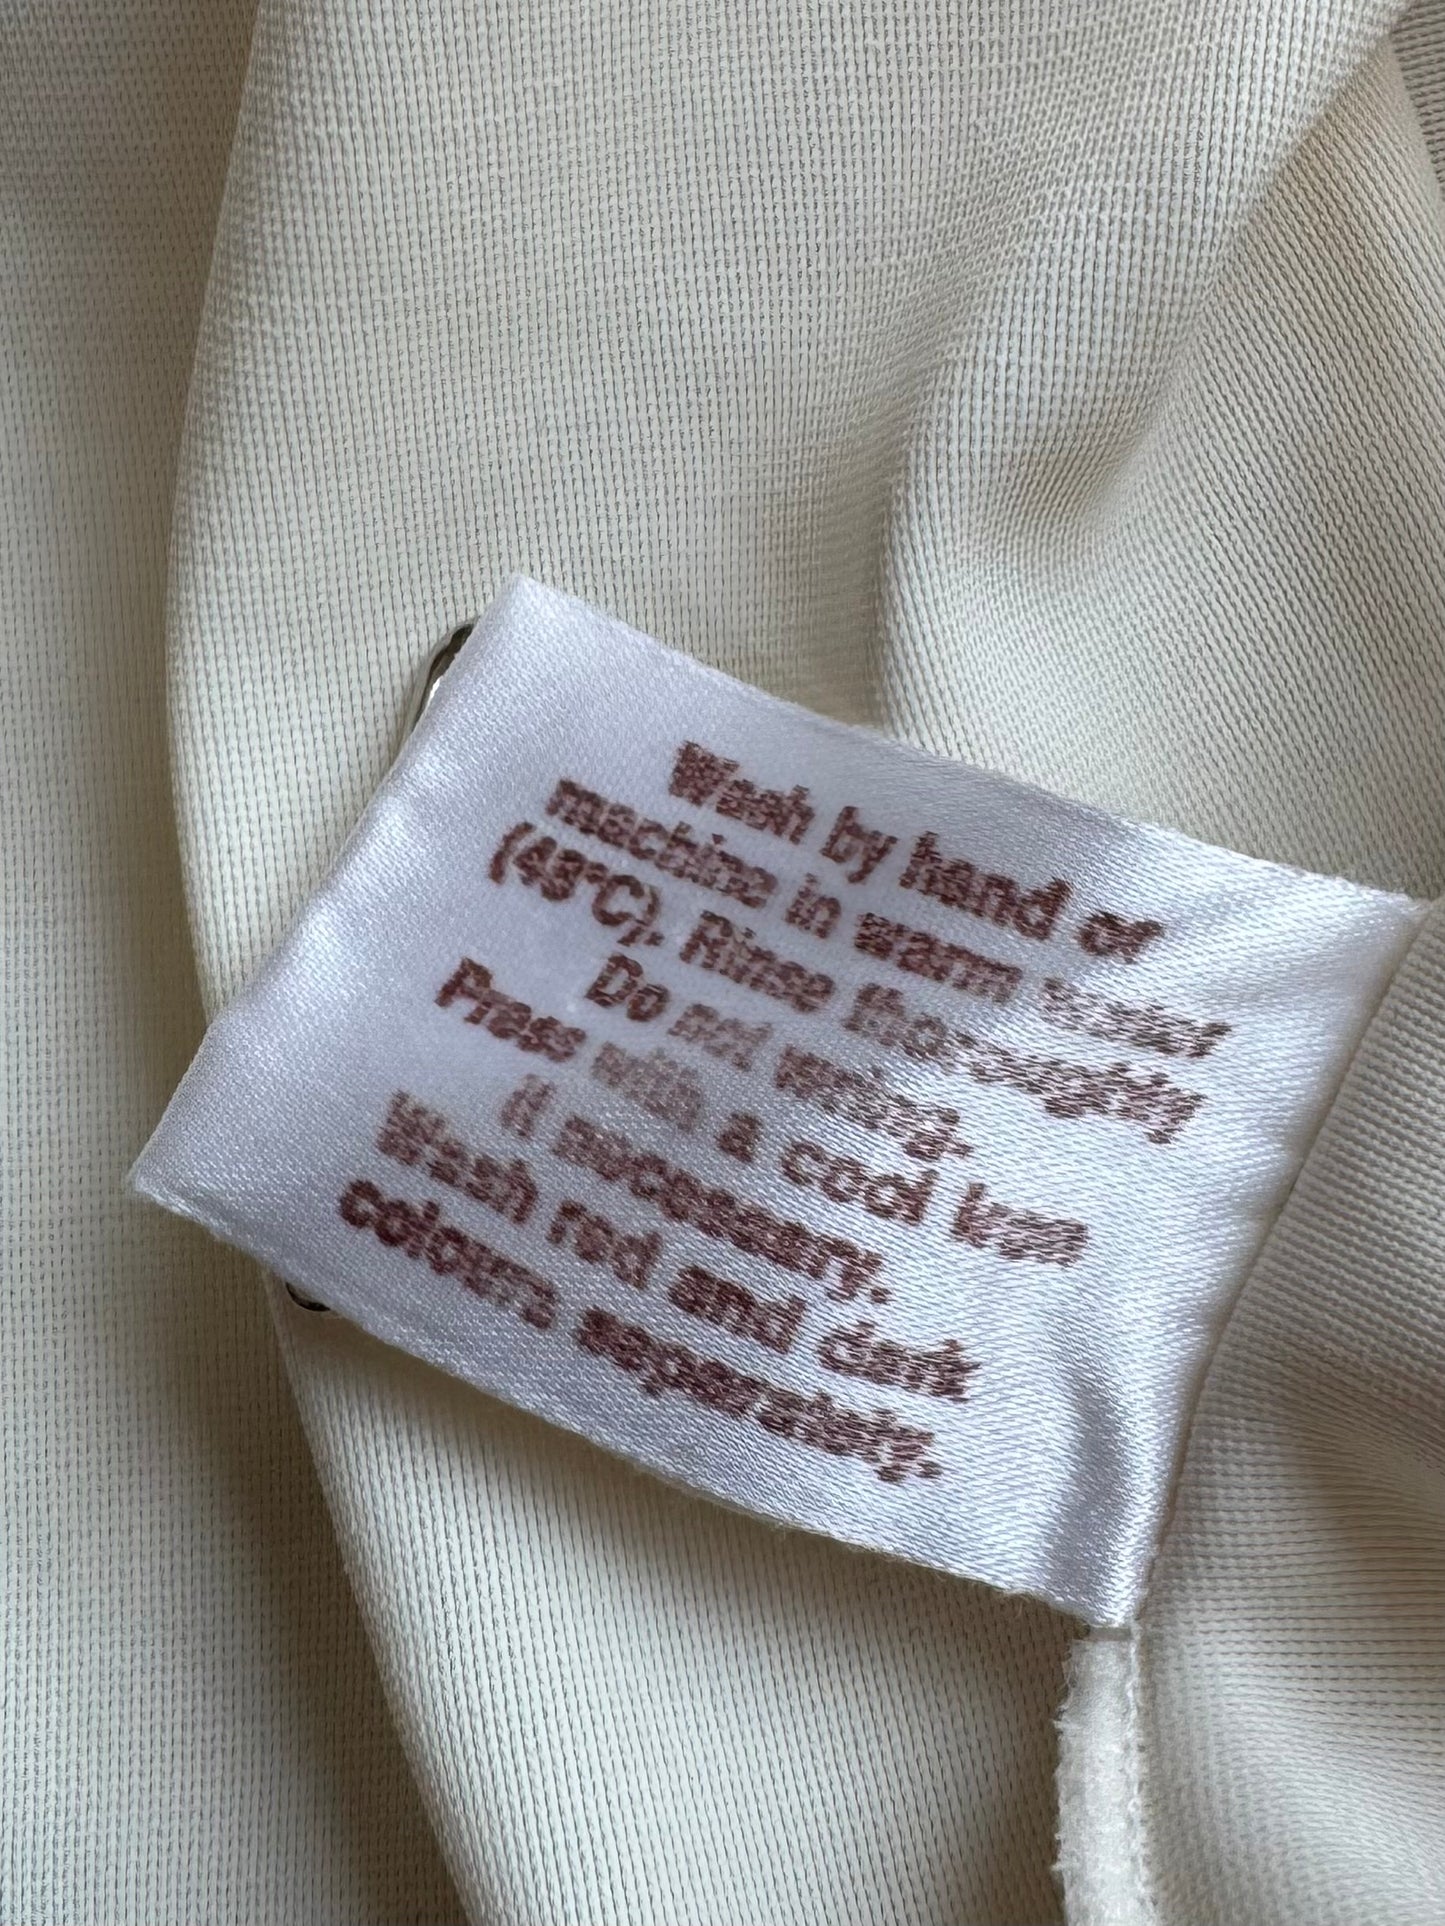 Wash by hand or
machine in warm water
(48°C). Rinse thoroughly
Do not wring.
Press with a cool iron
if necessary.
Wash red and dark
colours separately.